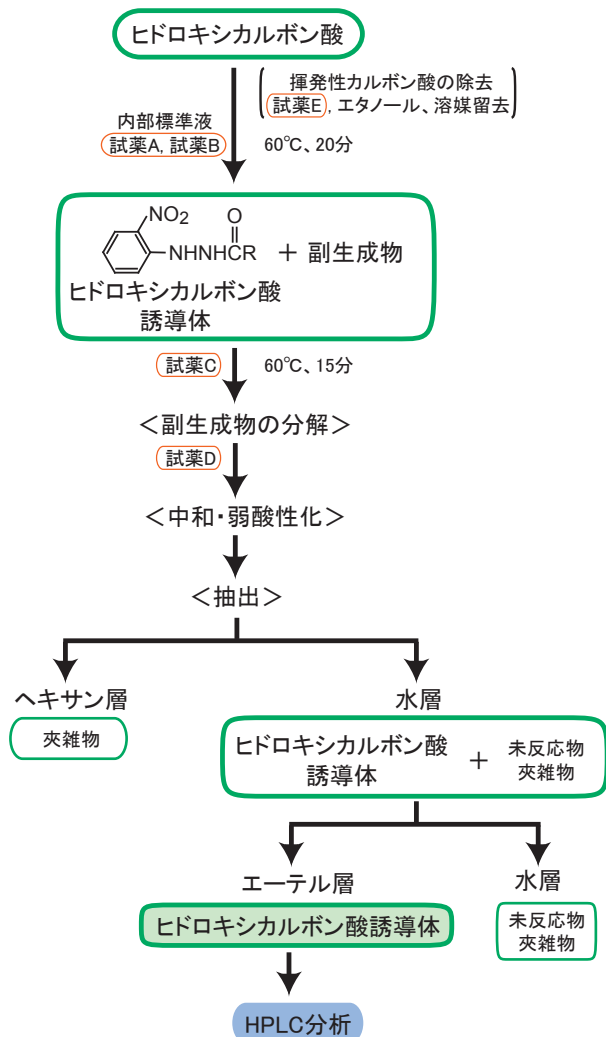 ヒドロキシカルボン酸
揮発性カルボン酸の除去
試薬E, エタノール、溶媒留去
内部標準液
試薬A, 試薬B
60℃、20分
NO2
O
NHNHCR
+ 副生成物
ヒドロキシカルボン酸
誘導体
試薬C
60℃、15分
＜副生成物の分解＞
試薬D
＜中和・弱酸性化＞
＜抽出＞
ヘキサン層
水層
夾雑物
ヒドロキシカルボン酸
誘導体
+
未反応物
夾雑物
エーテル層
水層
ヒドロキシカルボン酸誘導体
未反応物
夾雑物
HPLC分析